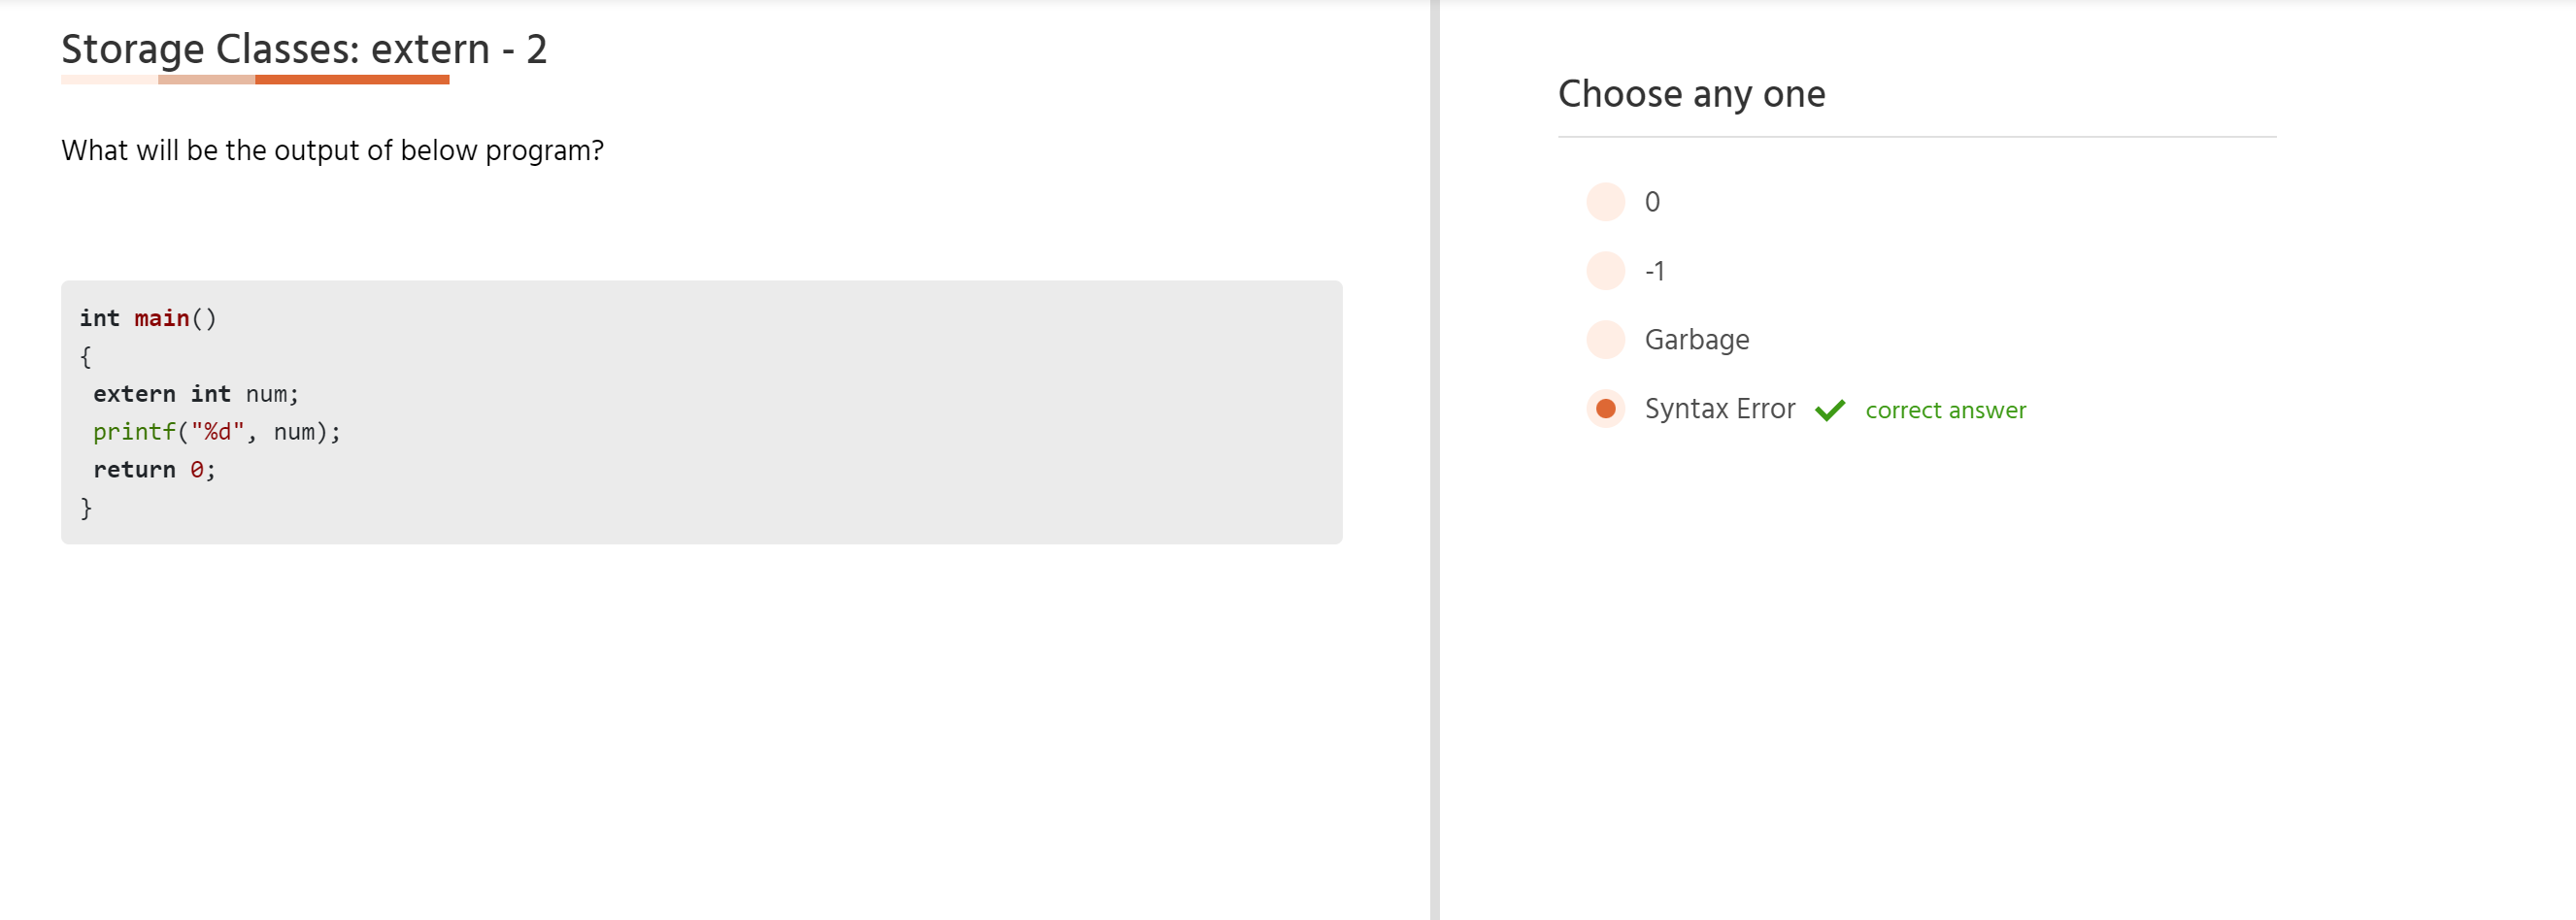 Storage Classes: extern - 2
What will be the output of below program?
int main()
{
 extern int num;
 printf("%d", num);
 return 0;
}
Choose any one
0
-1
Garbage
Syntax Error correct answer